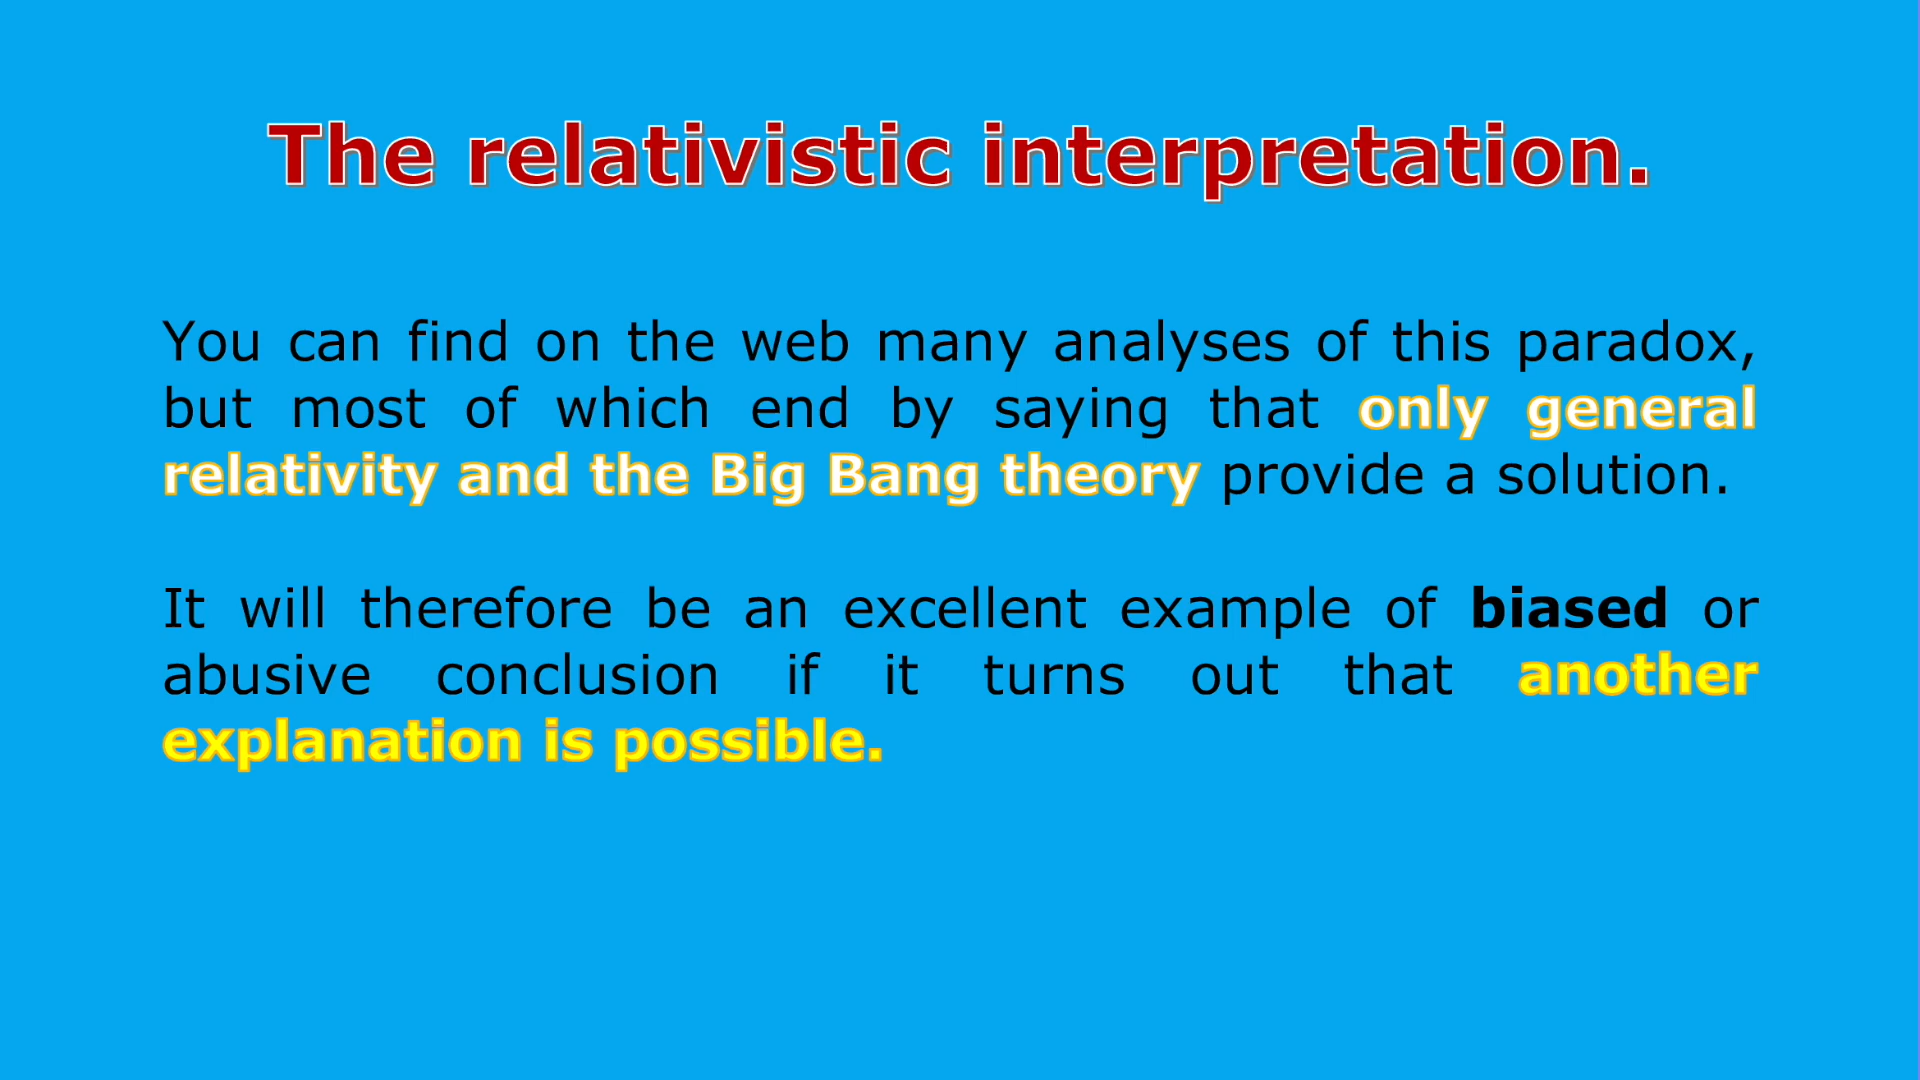 The relativistic interpretation.
You can find on the web many analyses of this paradox,
but most of which end by saying that only general
relativity and the Big Bang theory provide a solution.
It will therefore be an excellent example of biased or
abusive conclusion if it turns out that another
explanation is possible.